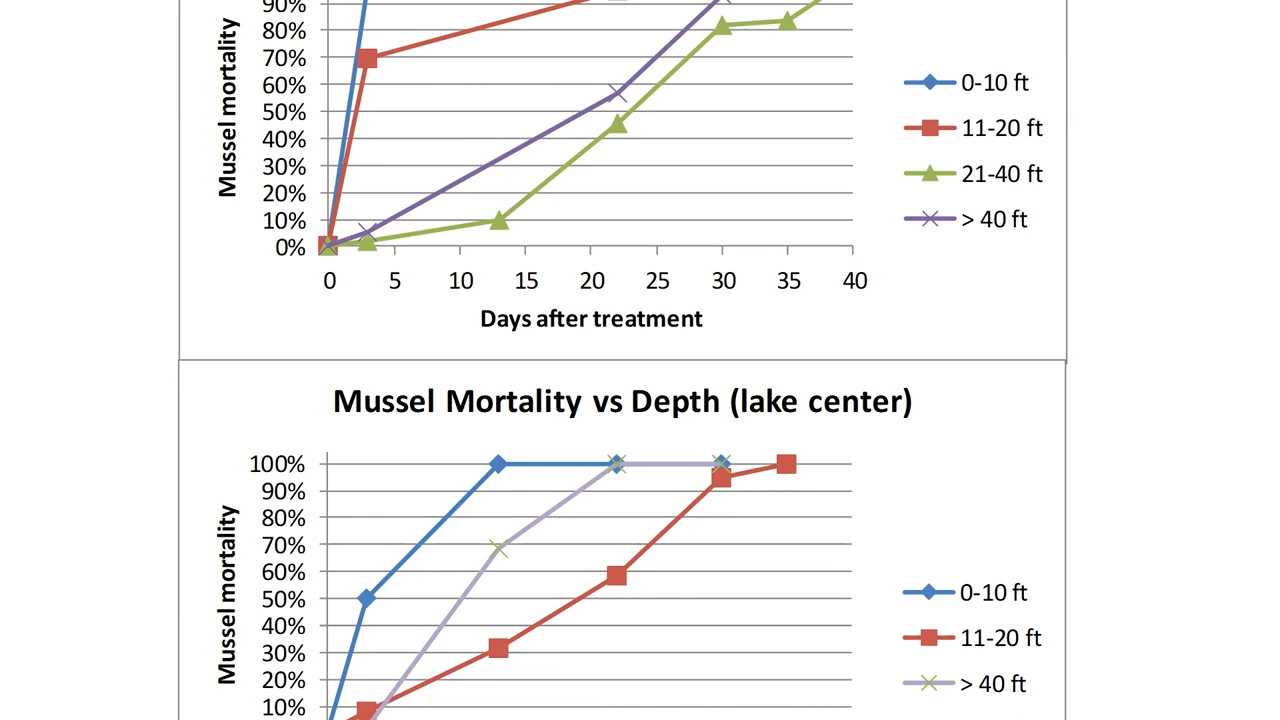 90%
80%
70%
60%
50%
40%
30%
20%
10%
0%
Mussel mortality
0 5 10 15 20 25 30 35 40
Days after treatment
0-10 ft
11-20 ft
21-40 ft
> 40 ft
Mussel Mortality vs Depth (lake center)
100%
90%
80%
70%
60%
50%
40%
30%
20%
10%
Mussel mortality
0-10 ft
11-20 ft
> 40 ft